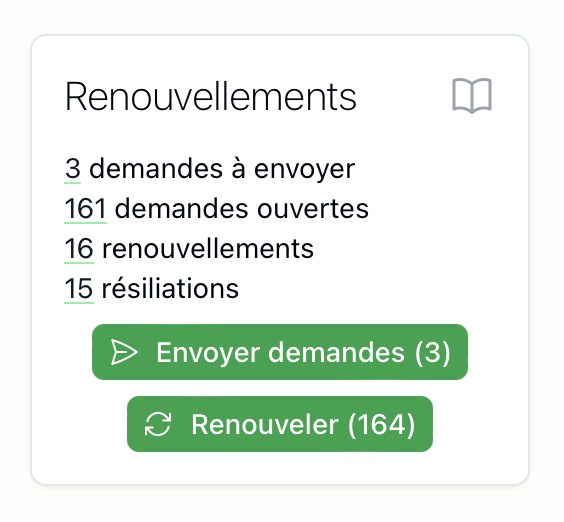 Renouvellements
3 demandes à envoyer
161 demandes ouvertes
16 renouvellements
15 résiliations
Envoyer demandes (3)
Renouveler (164)